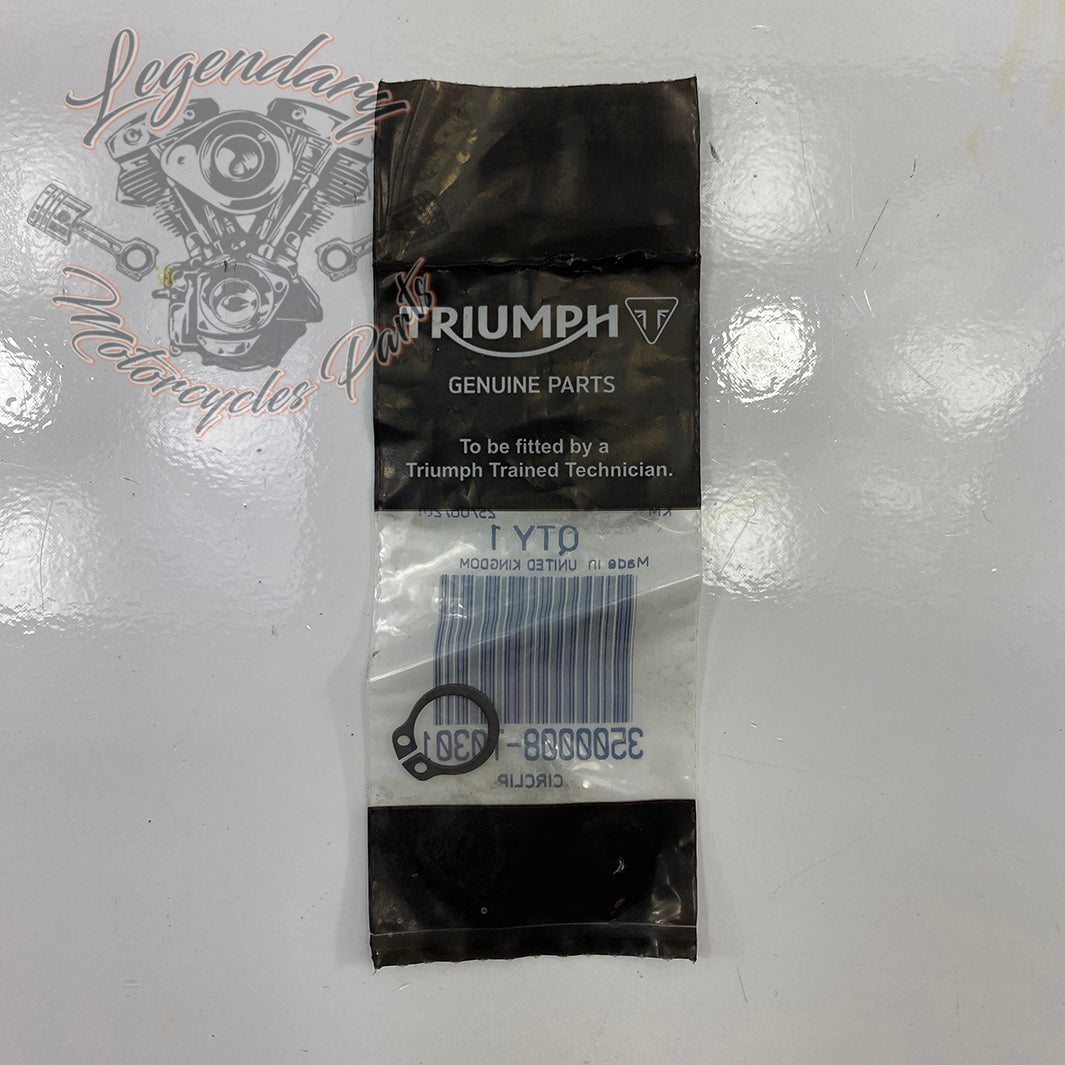 Legendary
Motorcycles Parts
TRIUMPH
GENUINE PARTS
To be fitted by a
Triumph Trained Technician.
QTY 1
Made in UNITED KINGDOM
3500008-T0301
CIRCLIP